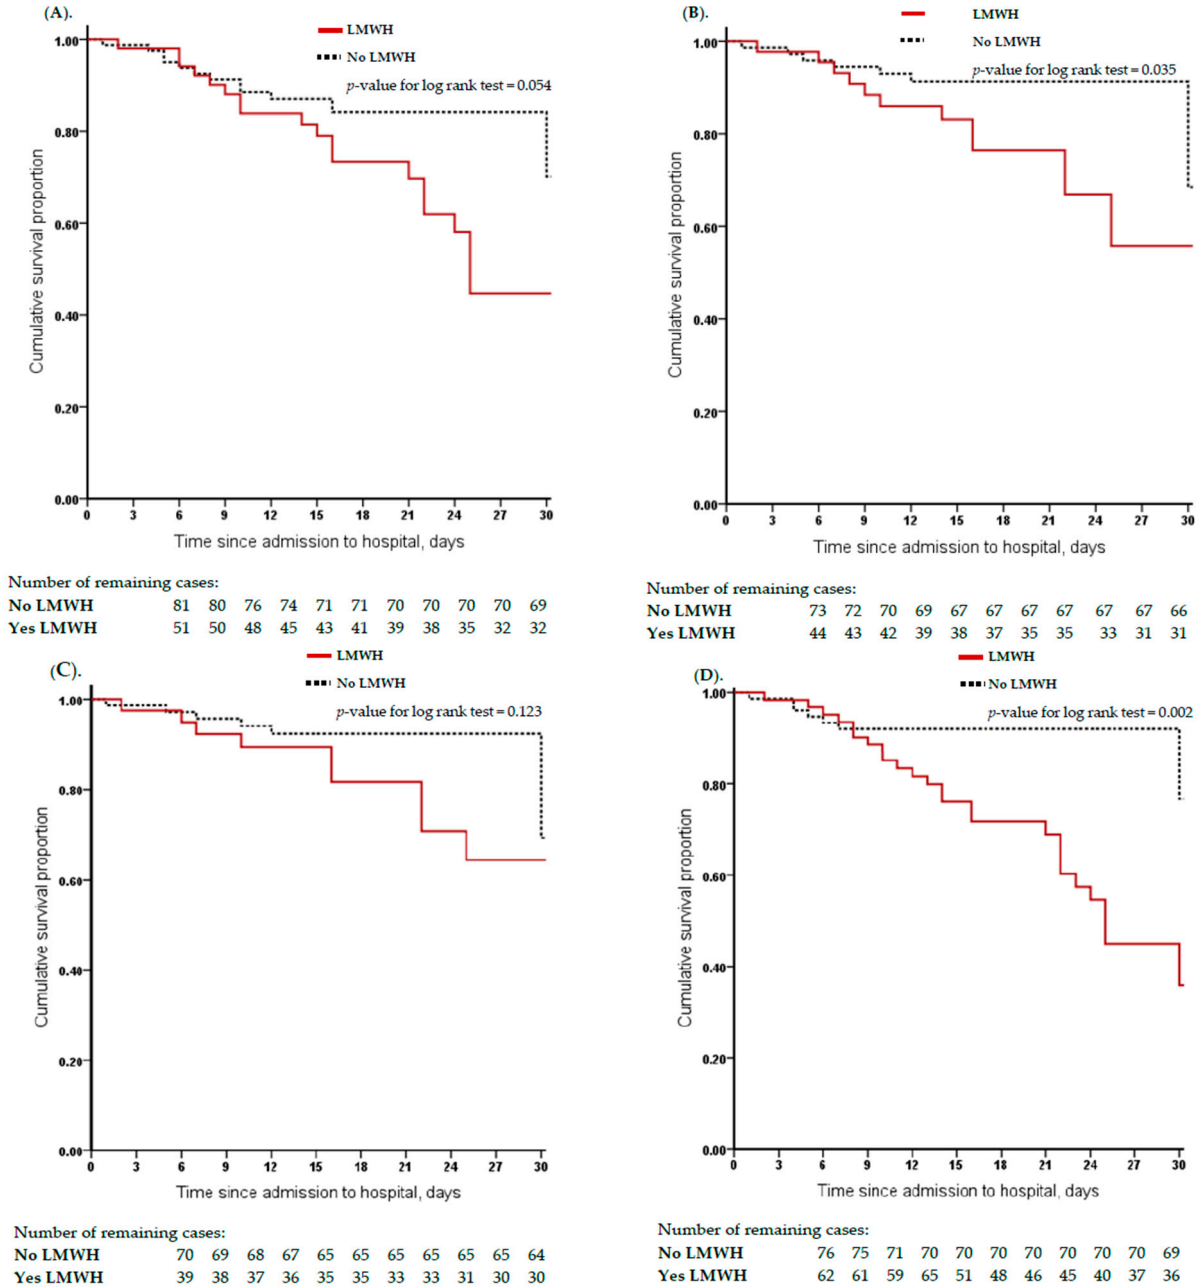 (A).
LMWH
No LMWH
p-value for log rank test = 0.054
1.00
0.80
0.60
0.40
0.20
0.00
Cumulative survival proportion
0 3 6 9 12 15 18 21 24 27 30
Time since admission to hospital, days
Number of remaining cases:
No LMWH 81 80 76 74 71 71 70 70 70 70 69
Yes LMWH 51 50 48 45 43 41 39 38 35 32 32
(B).
LMWH
No LMWH
p-value for log rank test = 0.035
1.00
0.80
0.60
0.40
0.20
0.00
Cumulative survival proportion
0 3 6 9 12 15 18 21 24 27 30
Time since admission to hospital, days
Number of remaining cases:
No LMWH 73 72 70 69 67 67 67 67 67 67 66
Yes LMWH 44 43 42 39 38 37 35 35 33 31 31
(C).
LMWH
No LMWH
p-value for log rank test = 0.123
1.00
0.80
0.60
0.40
0.20
0.00
Cumulative survival proportion
0 3 6 9 12 15 18 21 24 27 30
Time since admission to hospital, days
Number of remaining cases:
No LMWH 70 69 68 67 65 65 65 65 65 65 64
Yes LMWH 39 38 37 36 35 35 33 33 31 30 30
(D).
LMWH
No LMWH
p-value for log rank test = 0.002
1.00
0.80
0.60
0.40
0.20
0.00
Cumulative survival proportion
0 3 6 9 12 15 18 21 24 27 30
Time since admission to hospital, days
Number of remaining cases:
No LMWH 76 75 71 70 70 70 70 70 70 70 69
Yes LMWH 62 61 59 65 51 48 46 45 40 37 36